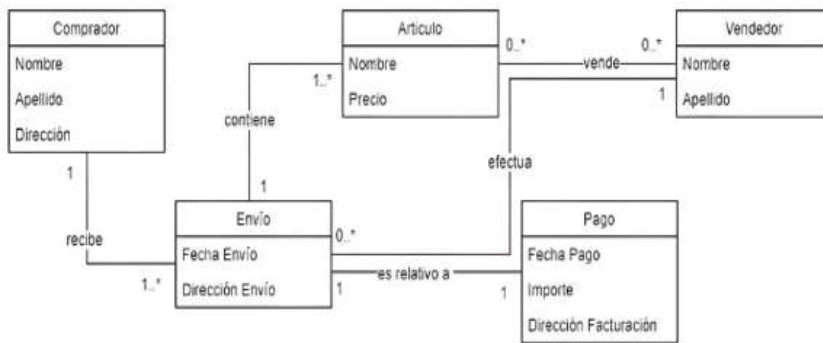 Comprador
Nombre
Apellido
Dirección
1
recibe
1..*
Articulo
Nombre
Precio
1..*
contiene
1
0..*
vende
0..*
Vendedor
Nombre
Apellido
1
efectua
0..*
Envío
Fecha Envío
Dirección Envío
1
es relativo a
1
Pago
Fecha Pago
Importe
Dirección Facturación